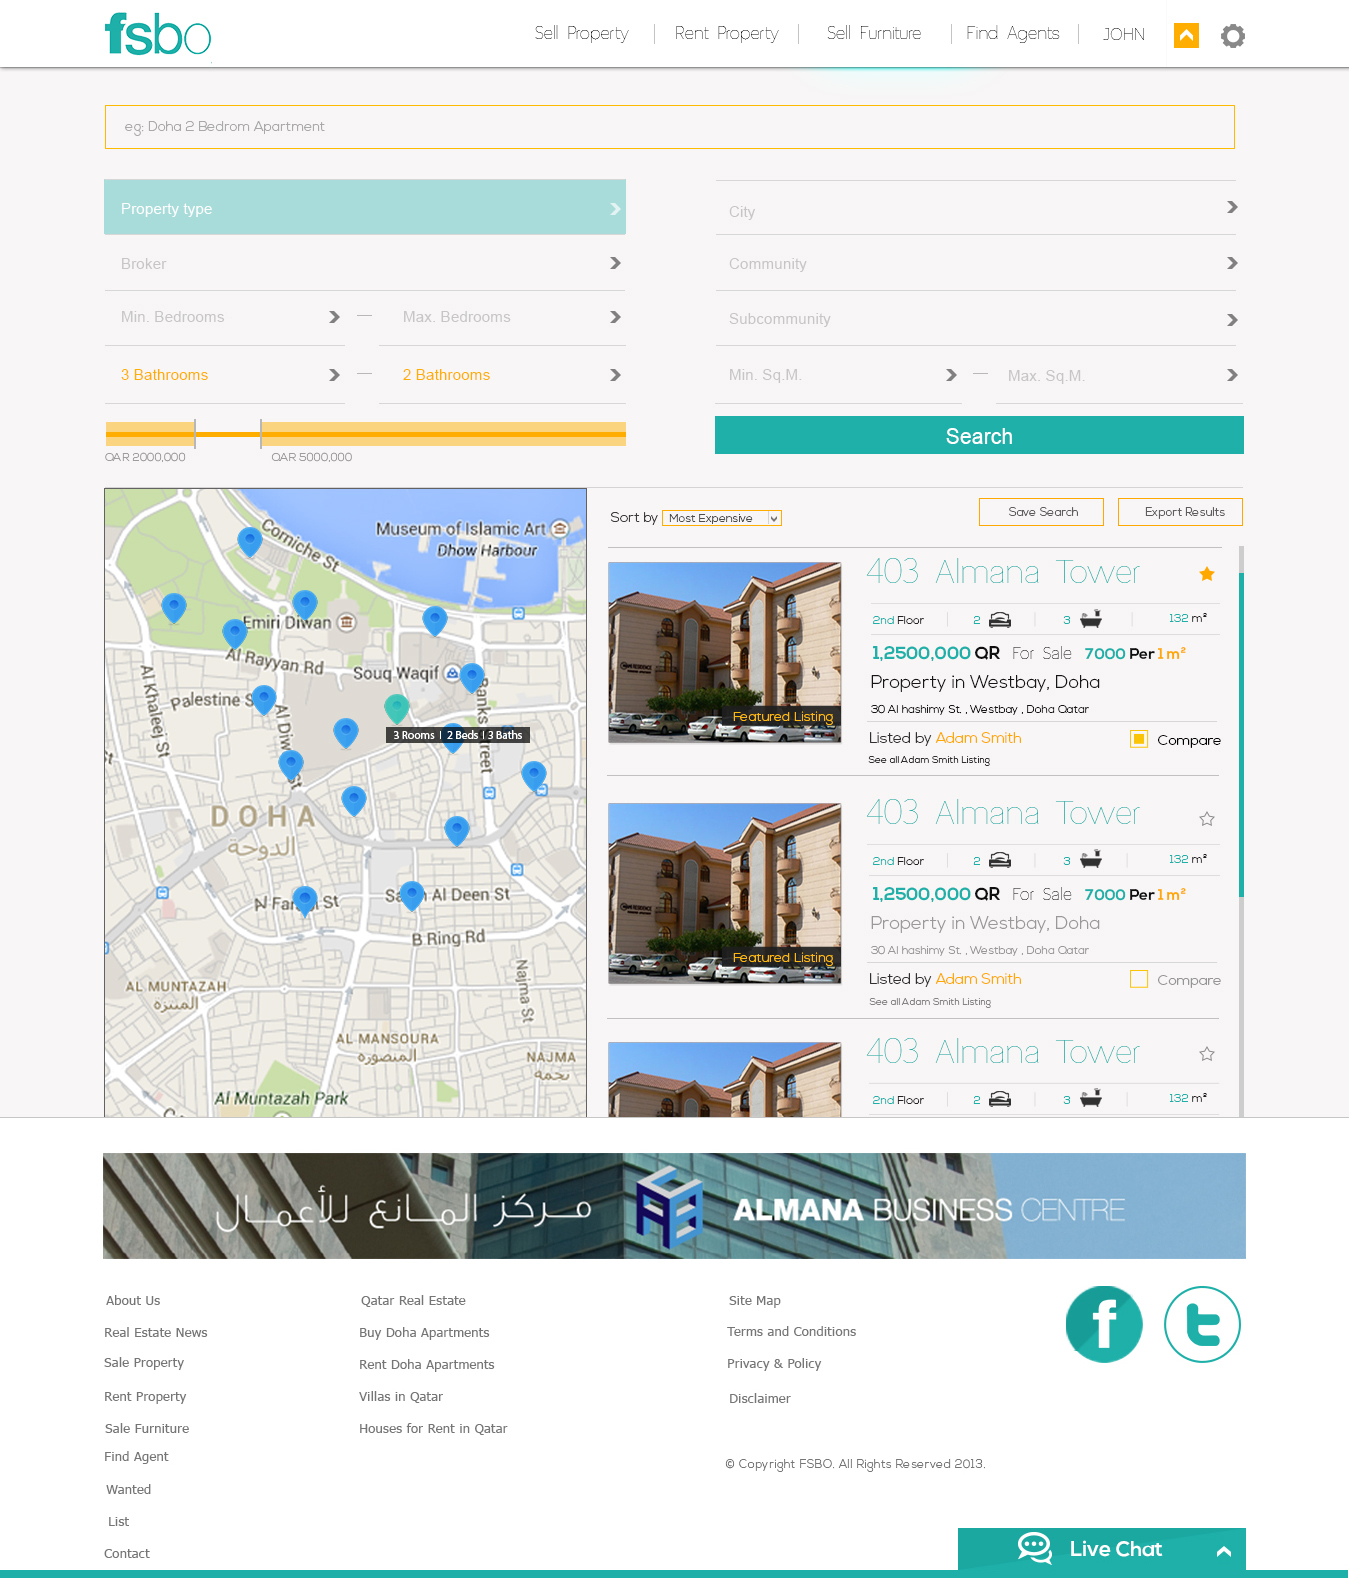 fsbo
Sell Property
Rent Property
Sell Furniture
Find Agents
JOHN
eg: Doha 2 Bedrom Apartment
Property type
City
Broker
Community
Min. Bedrooms
Max. Bedrooms
Subcommunity
3 Bathrooms
2 Bathrooms
Min. Sq.M.
Max. Sq.M.
QAR 2000,000
QAR 5000,000
Search
Corniche St
Museum of Islamic Art
Dhow Harbour
Emiri Diwan
Al Rayyan Rd
Souq Waqif
Al Khaleej St
Palestine S
Al Diw
St
Banks Street
3 Rooms | 2 Beds | 3 Baths
DOHA
الدوحة
Al Deen St
B Ring Rd
AL MUNTAZAH
المنتزه
Najma St
AL MANSOURA
المنصورة
NAJMA
نجمة
Al Muntazah Park
Sort by
Most Expensive
Save Search
Export Results
403 Almana Tower
2nd Floor
2
3
132 m²
1,2500,000 QR For Sale 7000 Per 1 m²
Property in Westbay, Doha
30 Al hashimy St. , Westbay , Doha Qatar
Featured Listing
Listed by Adam Smith
Compare
See all Adam Smith Listing
403 Almana Tower
2nd Floor
2
3
132 m²
1,2500,000 QR For Sale 7000 Per 1 m²
Property in Westbay, Doha
30 Al hashimy St. , Westbay , Doha Qatar
Featured Listing
Listed by Adam Smith
Compare
See all Adam Smith Listing
403 Almana Tower
2nd Floor
2
3
132 m²
مركز المانع للأعمال
ALMANA BUSINESS CENTRE
About Us
Real Estate News
Sale Property
Rent Property
Sale Furniture
Find Agent
Wanted
List
Contact
Qatar Real Estate
Buy Doha Apartments
Rent Doha Apartments
Villas in Qatar
Houses for Rent in Qatar
Site Map
Terms and Conditions
Privacy & Policy
Disclaimer
© Copyright FSBO. All Rights Reserved 2013.
Live Chat